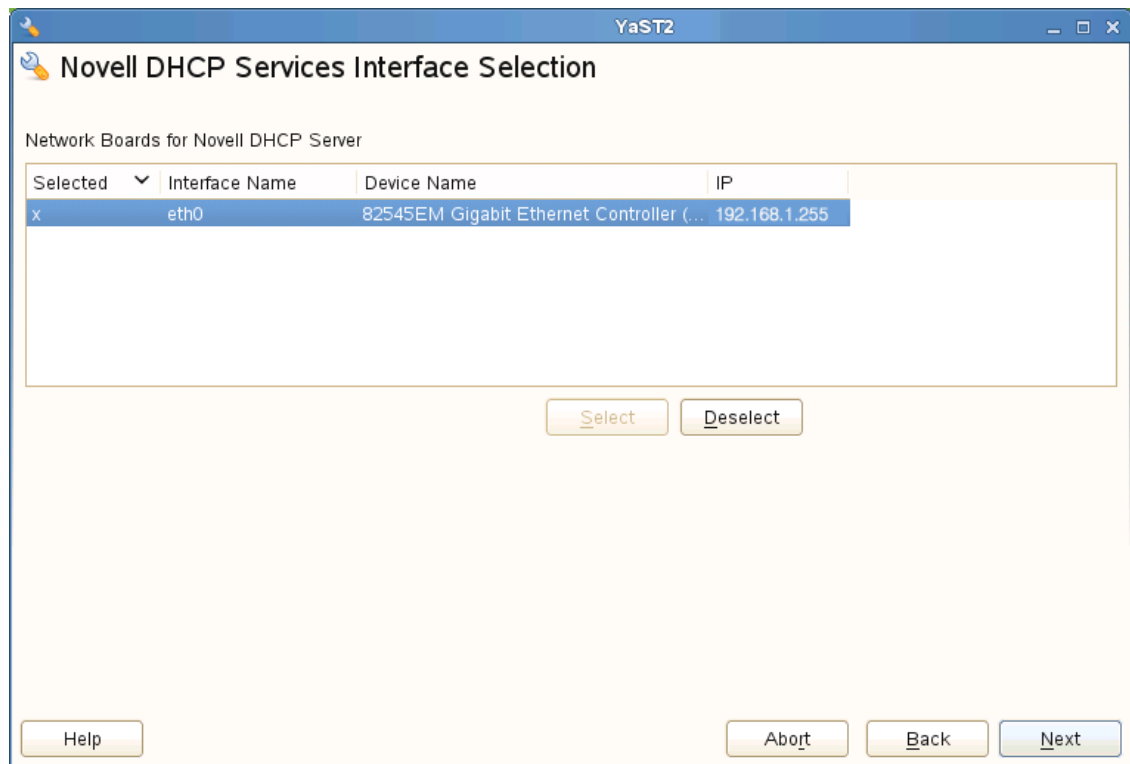 YaST2
Novell DHCP Services Interface Selection
Network Boards for Novell DHCP Server
Selected Interface Name Device Name IP
x eth0 82545EM Gigabit Ethernet Controller (... 192.168.1.255
Select Deselect
Help Abort Back Next